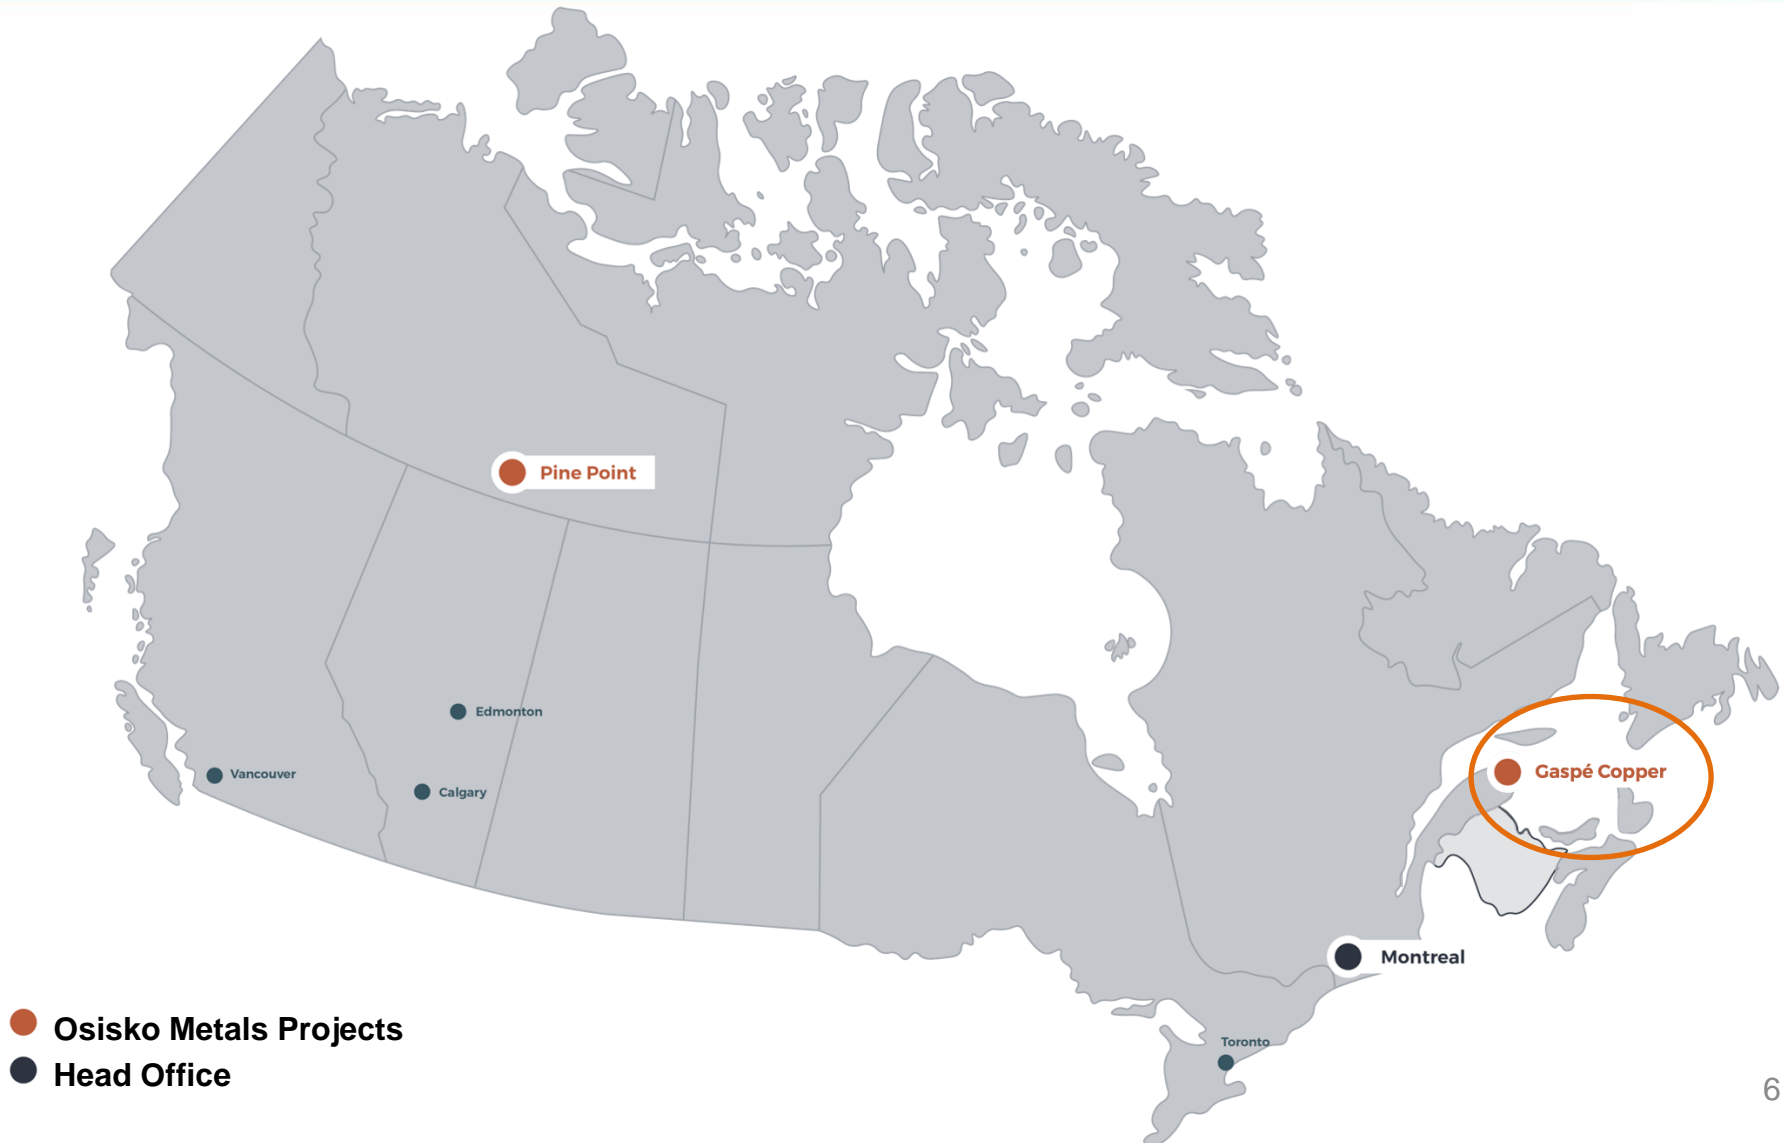 Pine Point
Edmonton
Vancouver
Calgary
Gaspé Copper
Montreal
Toronto
Osisko Metals Projects
Head Office
6